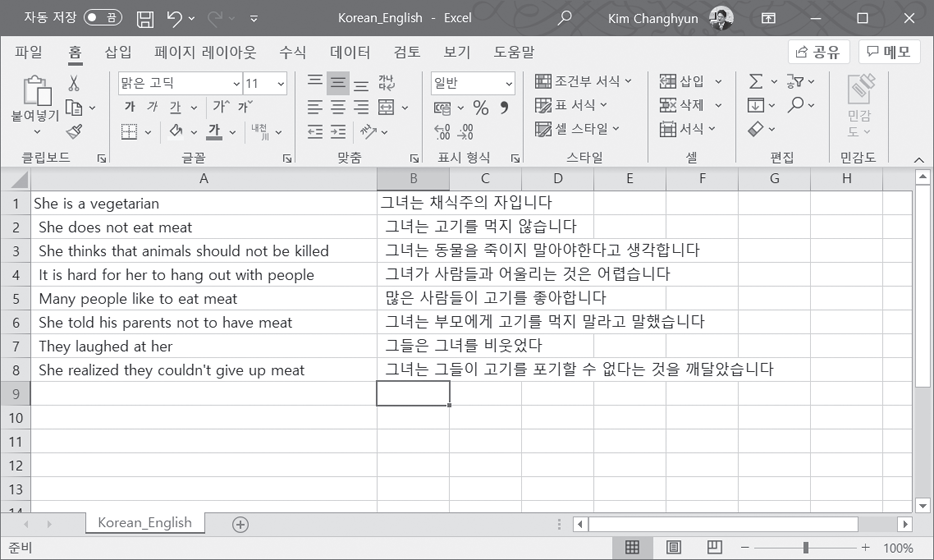 자동 저장 끔 Korean_English - Excel Kim Changhyun
파일 홈 삽입 페이지 레이아웃 수식 데이터 검토 보기 도움말 공유 메모
붙여넣기
클립보드
맑은 고딕 11
가 가 가 가 가
가 내천
글꼴
가나다
맞춤
일반
% 9
.00 .00
표시 형식
조건부 서식
표 서식
셀 스타일
스타일
삽입
삭제
서식
셀
편집
민감도
민감도
A B C D E F G H
1 She is a vegetarian 그녀는 채식주의 자입니다
2 She does not eat meat 그녀는 고기를 먹지 않습니다
3 She thinks that animals should not be killed 그녀는 동물을 죽이지 말아야한다고 생각합니다
4 It is hard for her to hang out with people 그녀가 사람들과 어울리는 것은 어렵습니다
5 Many people like to eat meat 많은 사람들이 고기를 좋아합니다
6 She told his parents not to have meat 그녀는 부모에게 고기를 먹지 말라고 말했습니다
7 They laughed at her 그들은 그녀를 비웃었다
8 She realized they couldn't give up meat 그녀는 그들이 고기를 포기할 수 없다는 것을 깨달았습니다
9
10
11
12
13
14
Korean_English
준비 100%